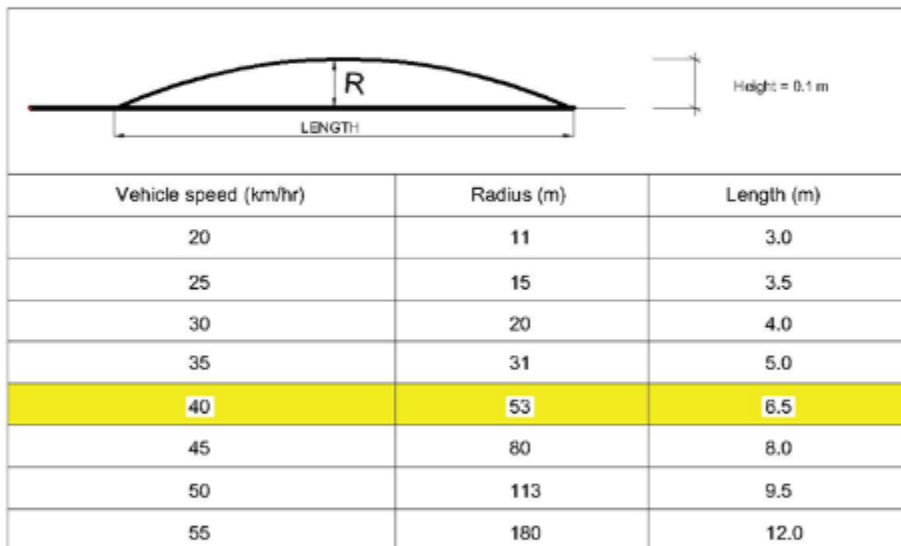 R
Height = 0.1 m
LENGTH
Vehicle speed (km/hr) Radius (m) Length (m)
20 11 3.0
25 15 3.5
30 20 4.0
35 31 5.0
40 53 6.5
45 80 8.0
50 113 9.5
55 180 12.0